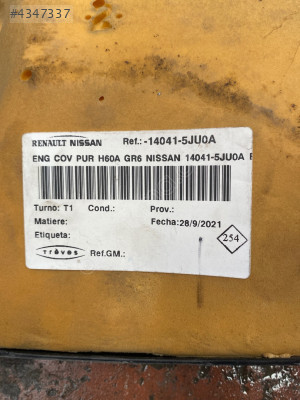 #4347337
RENAULT NISSAN Ref.:-14041-5JU0A
ENG COV PUR H60A GR6 NISSAN 14041-5JU0A
Turno: T1 Cond.: Prov.:
Matiere: Fecha:28/9/2021
Etiqueta:
254
Trèves Ref.GM.: